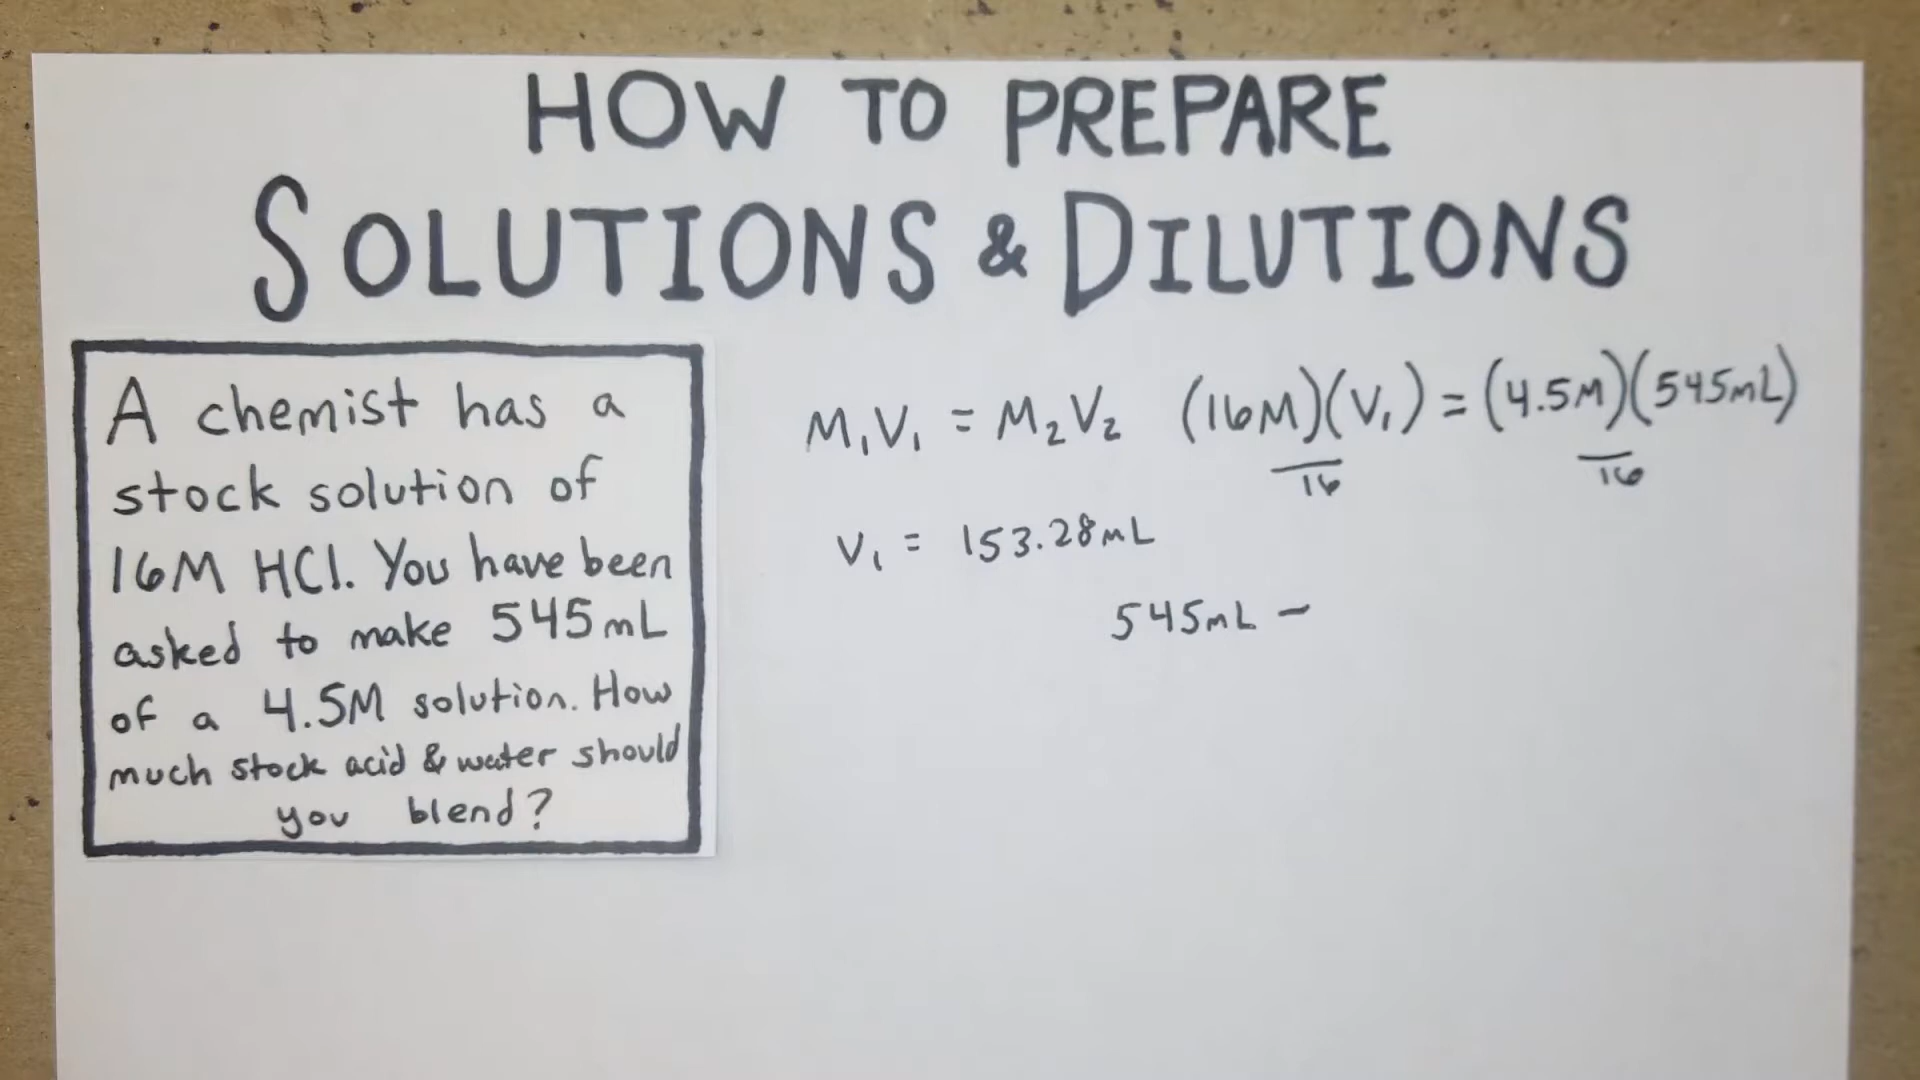 HOW TO PREPARE
SOLUTIONS & DILUTIONS
A chemist has a
stock solution of
16M HCl. You have been
asked to make 545mL
of a 4.5M solution. How
much stock acid & water should
you blend?
M₁V₁ = M₂V₂ (16M)(V₁) = (4.5M)(545mL)
16 16
V₁ = 153.28mL
545mL –